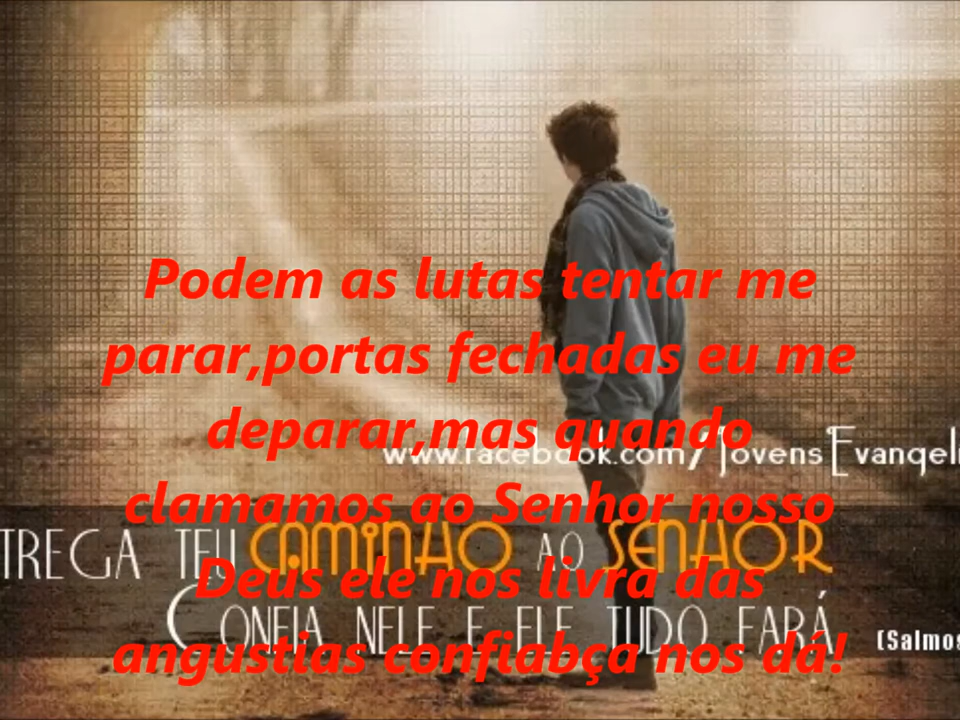 Podem as lutas tentar me
parar,portas fechadas eu me
deparar,mas quando
www.facebook.com/JovensEvangeli
clamamos ao Senhor nosso
TREGA TEU CAMINHO AO SENHOR
Deus ele nos livra das
CONFIA NELE E ELE TUDO FARÁ
(Salmos
angustias confiabça nos dá!